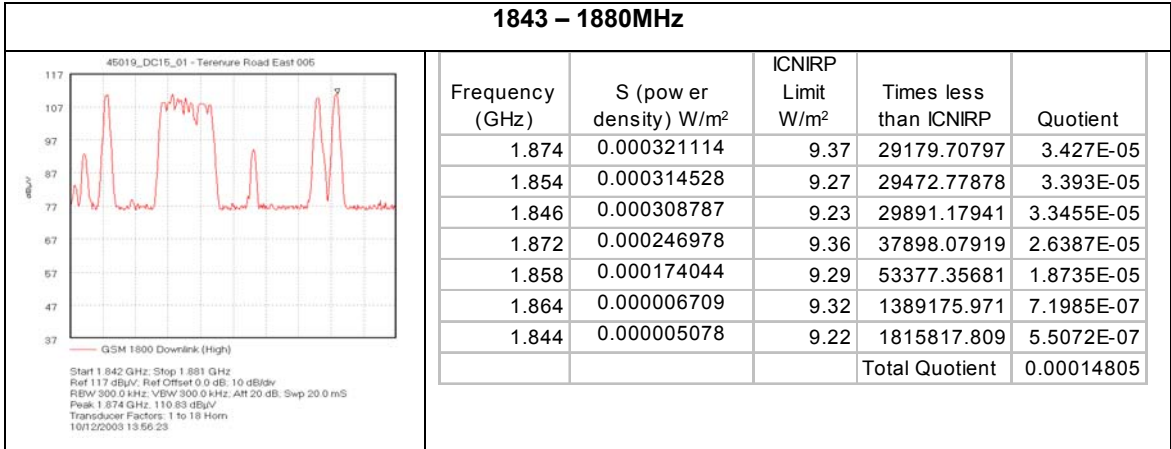 1843 – 1880MHz
45019_DC15_01 - Terenure Road East 005
117
107
97
87
77
67
57
47
37
dBµV
GSM 1800 Downlink (High)
Start 1.842 GHz; Stop 1.881 GHz
Ref 117 dBµV; Ref Offset 0.0 dB; 10 dB/div
RBW 300.0 kHz; VBW 300.0 kHz; Att 20 dB; Swp 20.0 mS
Peak 1.874 GHz, 110.83 dBµV
Transducer Factors: 1 to 18 Horn
10/12/2003 13:56:23
Frequency (GHz) S (pow er density) W/m² ICNIRP Limit W/m² Times less than ICNIRP Quotient
1.874 0.000321114 9.37 29179.70797 3.427E-05
1.854 0.000314528 9.27 29472.77878 3.393E-05
1.846 0.000308787 9.23 29891.17941 3.3455E-05
1.872 0.000246978 9.36 37898.07919 2.6387E-05
1.858 0.000174044 9.29 53377.35681 1.8735E-05
1.864 0.000006709 9.32 1389175.971 7.1985E-07
1.844 0.000005078 9.22 1815817.809 5.5072E-07
Total Quotient 0.00014805